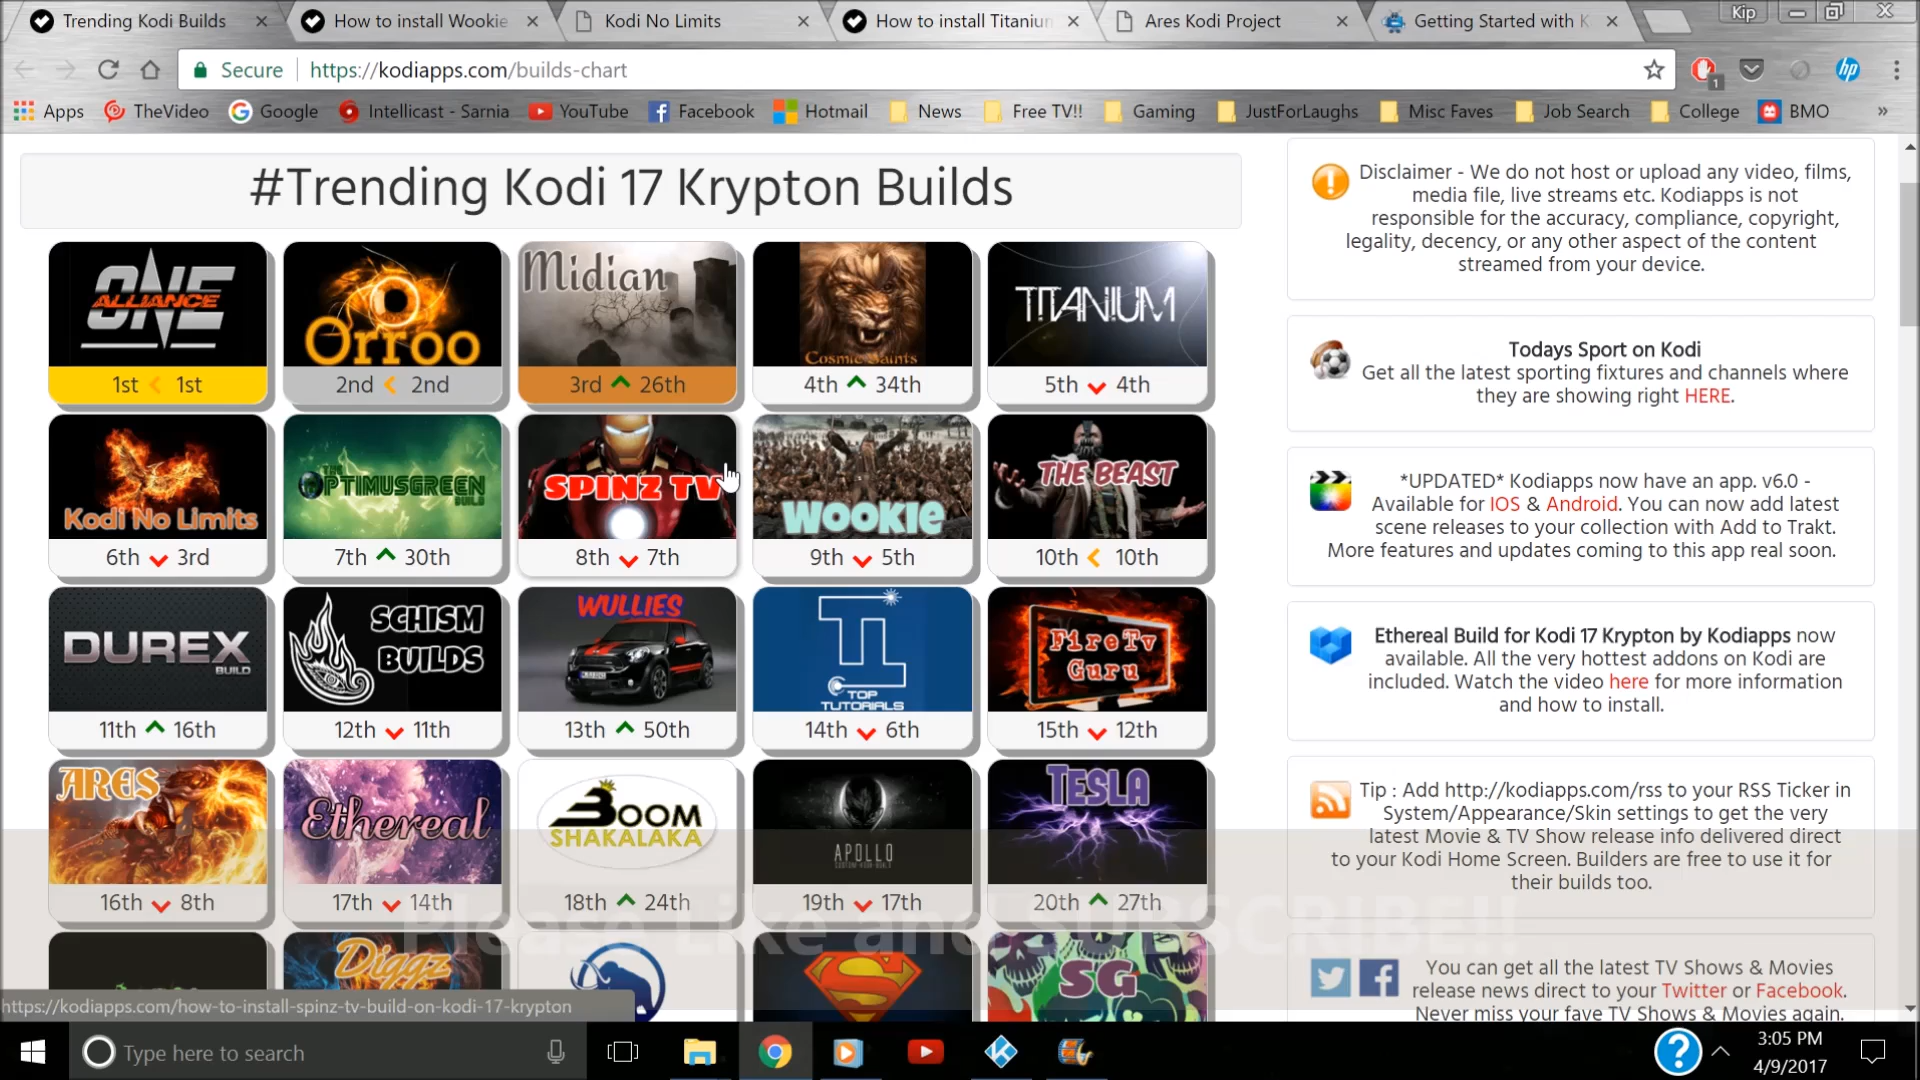 Trending Kodi Builds
How to install Wookie
Kodi No Limits
How to install Titanium
Ares Kodi Project
Getting Started with K
Kip
Secure
https://kodiapps.com/builds-chart
1
hp
Apps
TheVideo
Google
Intellicast - Sarnia
YouTube
Facebook
Hotmail
News
Free TV!!
Gaming
JustForLaughs
Misc Faves
Job Search
College
BMO
»
#Trending Kodi 17 Krypton Builds
ONE
ALLIANCE
Orroo
Midian
Cosmic Saints
TITANIUM
1st 1st
2nd 2nd
3rd 26th
4th 34th
5th 4th
Kodi No Limits
THE
OPTIMUSGREEN
BUILD
SPINZ TV
WOOKIE
THE BEAST
6th 3rd
7th 30th
8th 7th
9th 5th
10th 10th
DUREX
BUILD
SCHISM
BUILDS
WULLIES
TOP
TUTORIALS
FireTv
Guru
11th 16th
12th 11th
13th 50th
14th 6th
15th 12th
ARES
Ethereal
BOOM
SHAKALAKA
APOLLO
TESLA
16th 8th
17th 14th
18th 24th
19th 17th
20th 27th
Please Like and SUBSCRIBE!!
Diggz
S
SG
Disclaimer - We do not host or upload any video, films,
media file, live streams etc. Kodiapps is not
responsible for the accuracy, compliance, copyright,
legality, decency, or any other aspect of the content
streamed from your device.
Todays Sport on Kodi
Get all the latest sporting fixtures and channels where
they are showing right HERE.
*UPDATED* Kodiapps now have an app. v6.0 -
Available for IOS & Android. You can now add latest
scene releases to your collection with Add to Trakt.
More features and updates coming to this app real soon.
Ethereal Build for Kodi 17 Krypton by Kodiapps now
available. All the very hottest addons on Kodi are
included. Watch the video here for more information
and how to install.
Tip : Add http://kodiapps.com/rss to your RSS Ticker in
System/Appearance/Skin settings to get the very
latest Movie & TV Show release info delivered direct
to your Kodi Home Screen. Builders are free to use it for
their builds too.
You can get all the latest TV Shows & Movies
release news direct to your Twitter or Facebook.
Never miss your fave TV Shows & Movies again.
https://kodiapps.com/how-to-install-spinz-tv-build-on-kodi-17-krypton
Type here to search
?
3:05 PM
4/9/2017